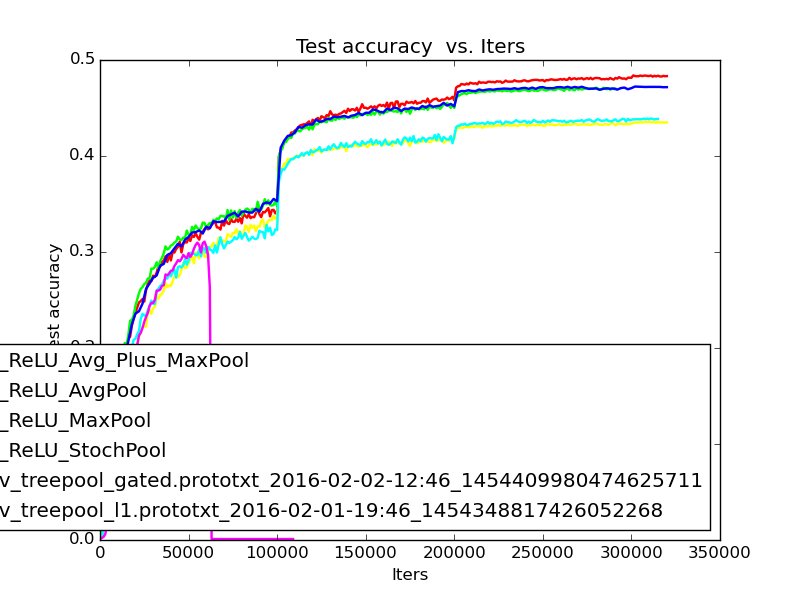 Test accuracy  vs. Iters
0.5
0.4
0.3
0.2
0.0
est accuracy
_ReLU_Avg_Plus_MaxPool
_ReLU_AvgPool
_ReLU_MaxPool
_ReLU_StochPool
v_treepool_gated.prototxt_2016-02-02-12:46_1454409980474625711
v_treepool_l1.prototxt_2016-02-01-19:46_1454348817426052268
0 50000 100000 150000 200000 250000 300000 350000
Iters